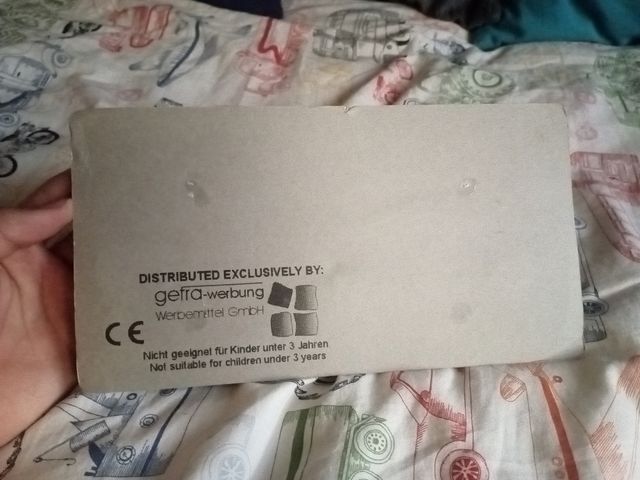 DISTRIBUTED EXCLUSIVELY BY:
gefra-werbung
Werbemittel GmbH
CE
Nicht geeignet für Kinder unter 3 Jahren
Not suitable for children under 3 years